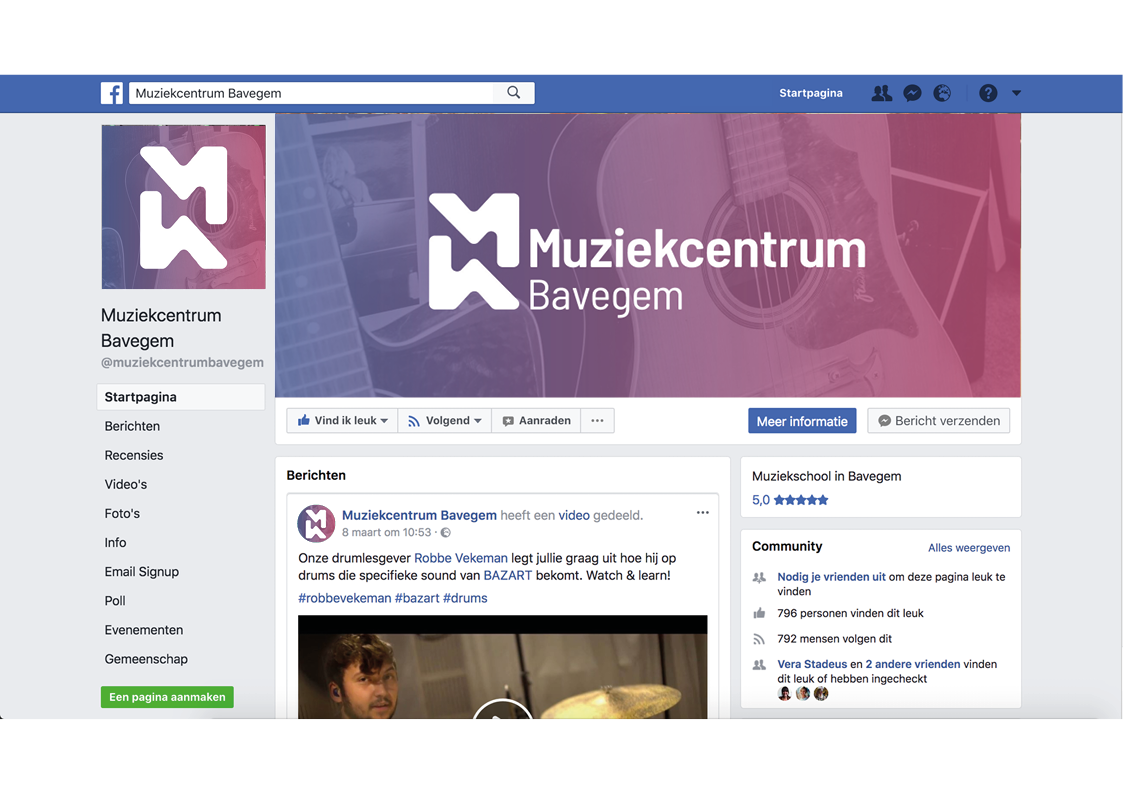 Muziekcentrum Bavegem
Startpagina
Muziekcentrum
Bavegem
@muziekcentrumbavegem
Startpagina
Berichten
Recensies
Video's
Foto's
Info
Email Signup
Poll
Evenementen
Gemeenschap
Een pagina aanmaken
Muziekcentrum
Bavegem
Vind ik leuk
Volgend
Aanraden
Meer informatie
Bericht verzenden
Berichten
Muziekcentrum Bavegem heeft een video gedeeld.
8 maart om 10:53 ·
Onze drumlesgever Robbe Vekeman legt jullie graag uit hoe hij op
drums die specifieke sound van BAZART bekomt. Watch & learn!
#robbevekeman #bazart #drums
Muziekschool in Bavegem
5,0
Community
Alles weergeven
Nodig je vrienden uit om deze pagina leuk te
vinden
796 personen vinden dit leuk
792 mensen volgen dit
Vera Stadeus en 2 andere vrienden vinden
dit leuk of hebben ingecheckt